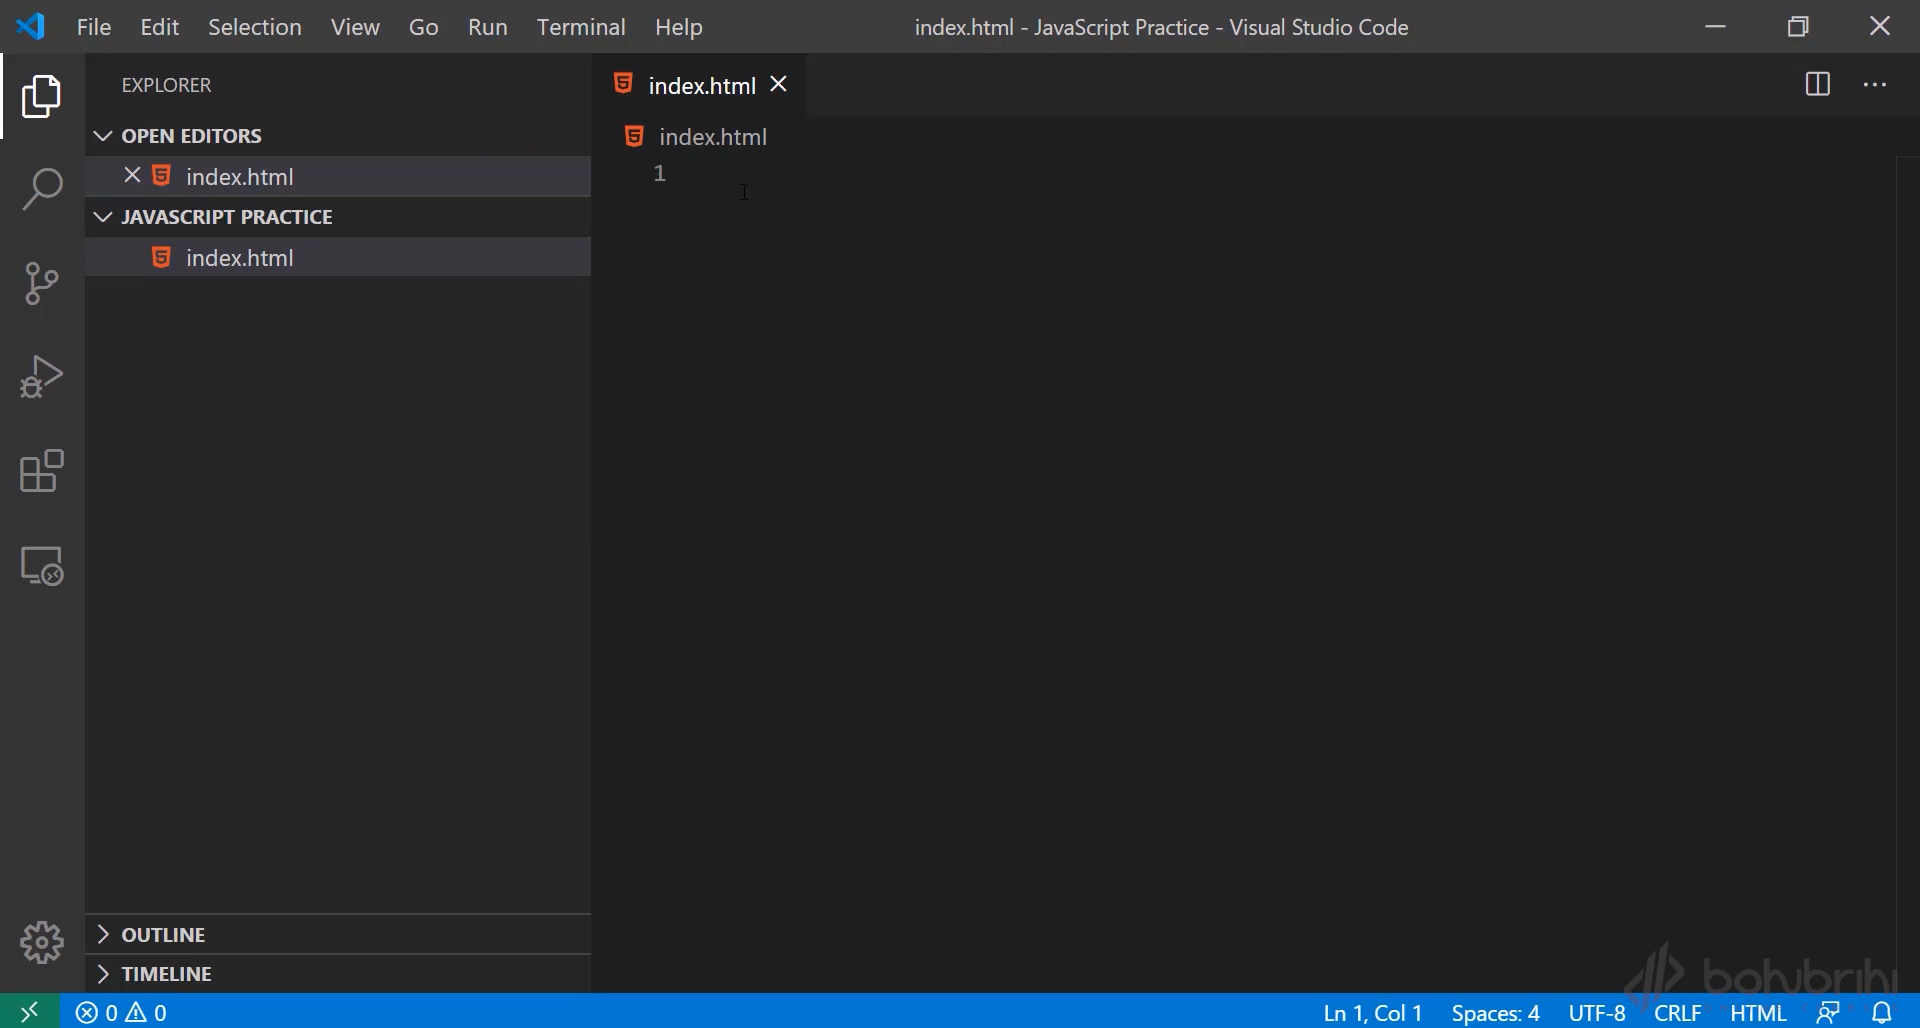 File Edit Selection View Go Run Terminal Help index.html - JavaScript Practice - Visual Studio Code
EXPLORER
OPEN EDITORS
index.html
JAVASCRIPT PRACTICE
index.html
OUTLINE
TIMELINE
index.html
index.html
1
bohubrihi
0 0 Ln 1, Col 1 Spaces: 4 UTF-8 CRLF HTML